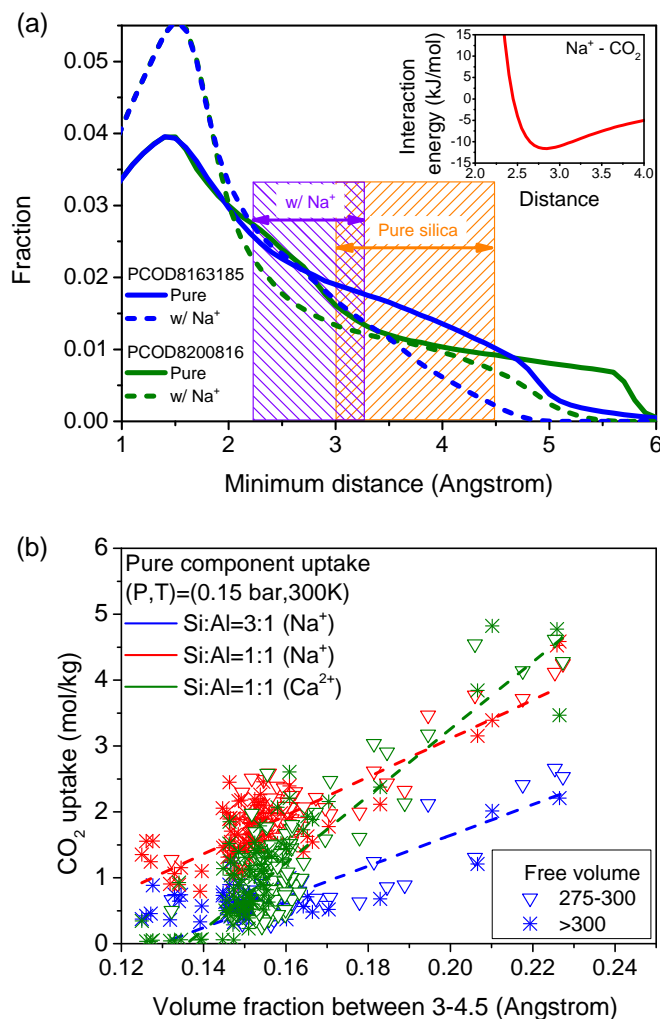 (a)
0.05
0.04
0.03
0.02
0.01
0.00
Fraction
1 2 3 4 5 6
Minimum distance (Angstrom)
w/ Na⁺
Pure silica
PCOD8163185
Pure
w/ Na⁺
PCOD8200816
Pure
w/ Na⁺
Na⁺ - CO₂
15
10
5
0
-5
-10
-15
Interaction
energy (kJ/mol)
2.0 2.5 3.0 3.5 4.0
Distance
(b)
6
5
4
3
2
1
0
CO₂ uptake (mol/kg)
Pure component uptake
(P,T)=(0.15 bar,300K)
Si:Al=3:1 (Na⁺)
Si:Al=1:1 (Na⁺)
Si:Al=1:1 (Ca²⁺)
Free volume
275-300
>300
0.12 0.14 0.16 0.18 0.20 0.22 0.24
Volume fraction between 3-4.5 (Angstrom)